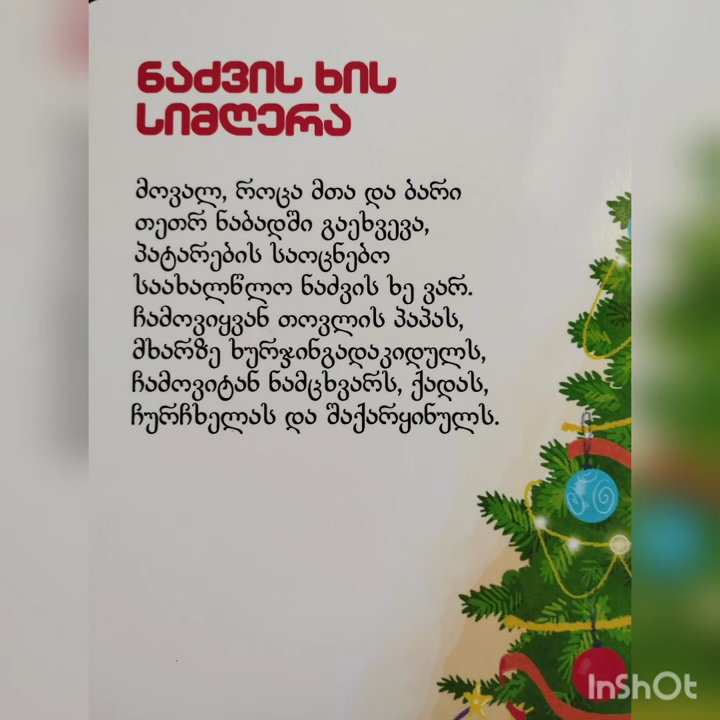 ნაძვის ხის
სიმღერა
მოვალ, როცა მთა და ბარი
თეთრ ნაბადში გაეხვევა,
პატარების საოცნებო
საახალწლო ნაძვის ხე ვარ.
ჩამოვიყვან თოვლის პაპას,
მხარზე ხურჯინგადაკიდულს,
ჩამოვიტან ნამცხვარს, ქადას,
ჩურჩხელას და შაქარყინულს.
InShOt